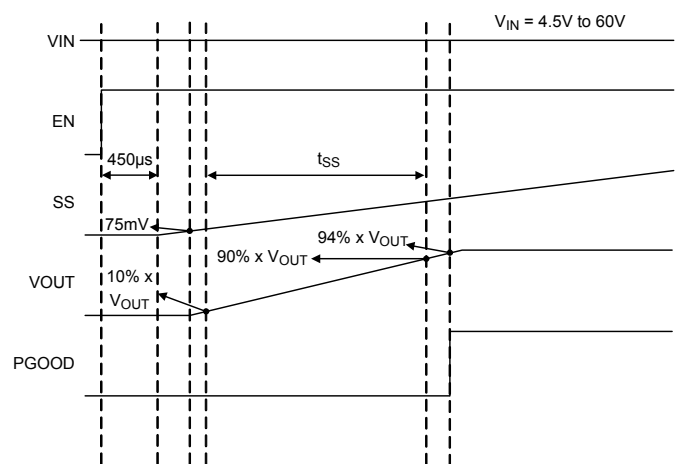 V_IN = 4.5V to 60V
VIN
EN
450µs
t_SS
SS
75mV
94% x V_OUT
90% x V_OUT
10% x
V_OUT
VOUT
PGOOD